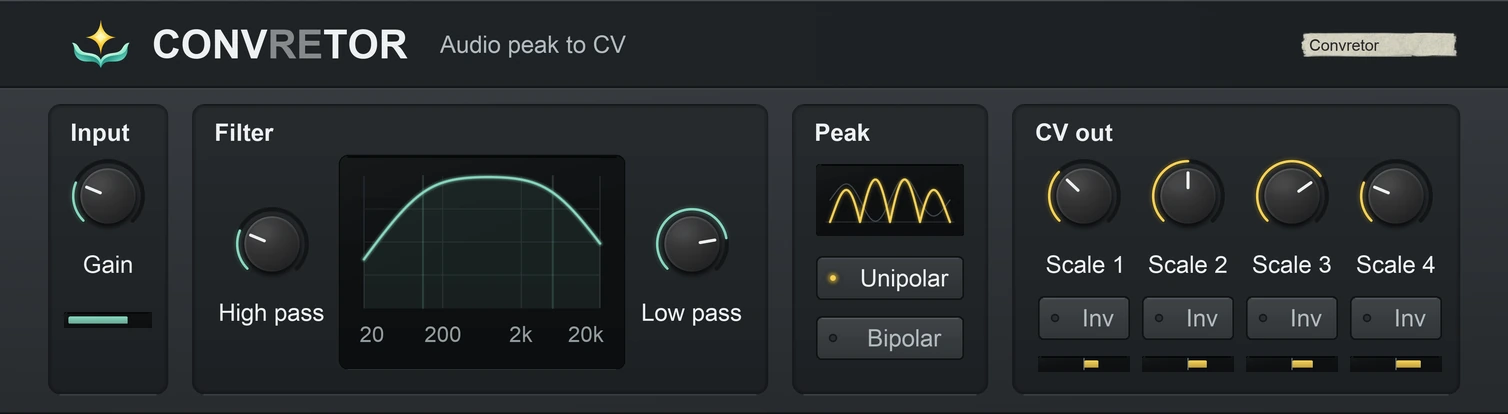 CONVRETOR
Audio peak to CV
Convretor
Input
Gain
Filter
High pass
20 200 2k 20k
Low pass
Peak
Unipolar
Bipolar
CV out
Scale 1 Scale 2 Scale 3 Scale 4
Inv Inv Inv Inv